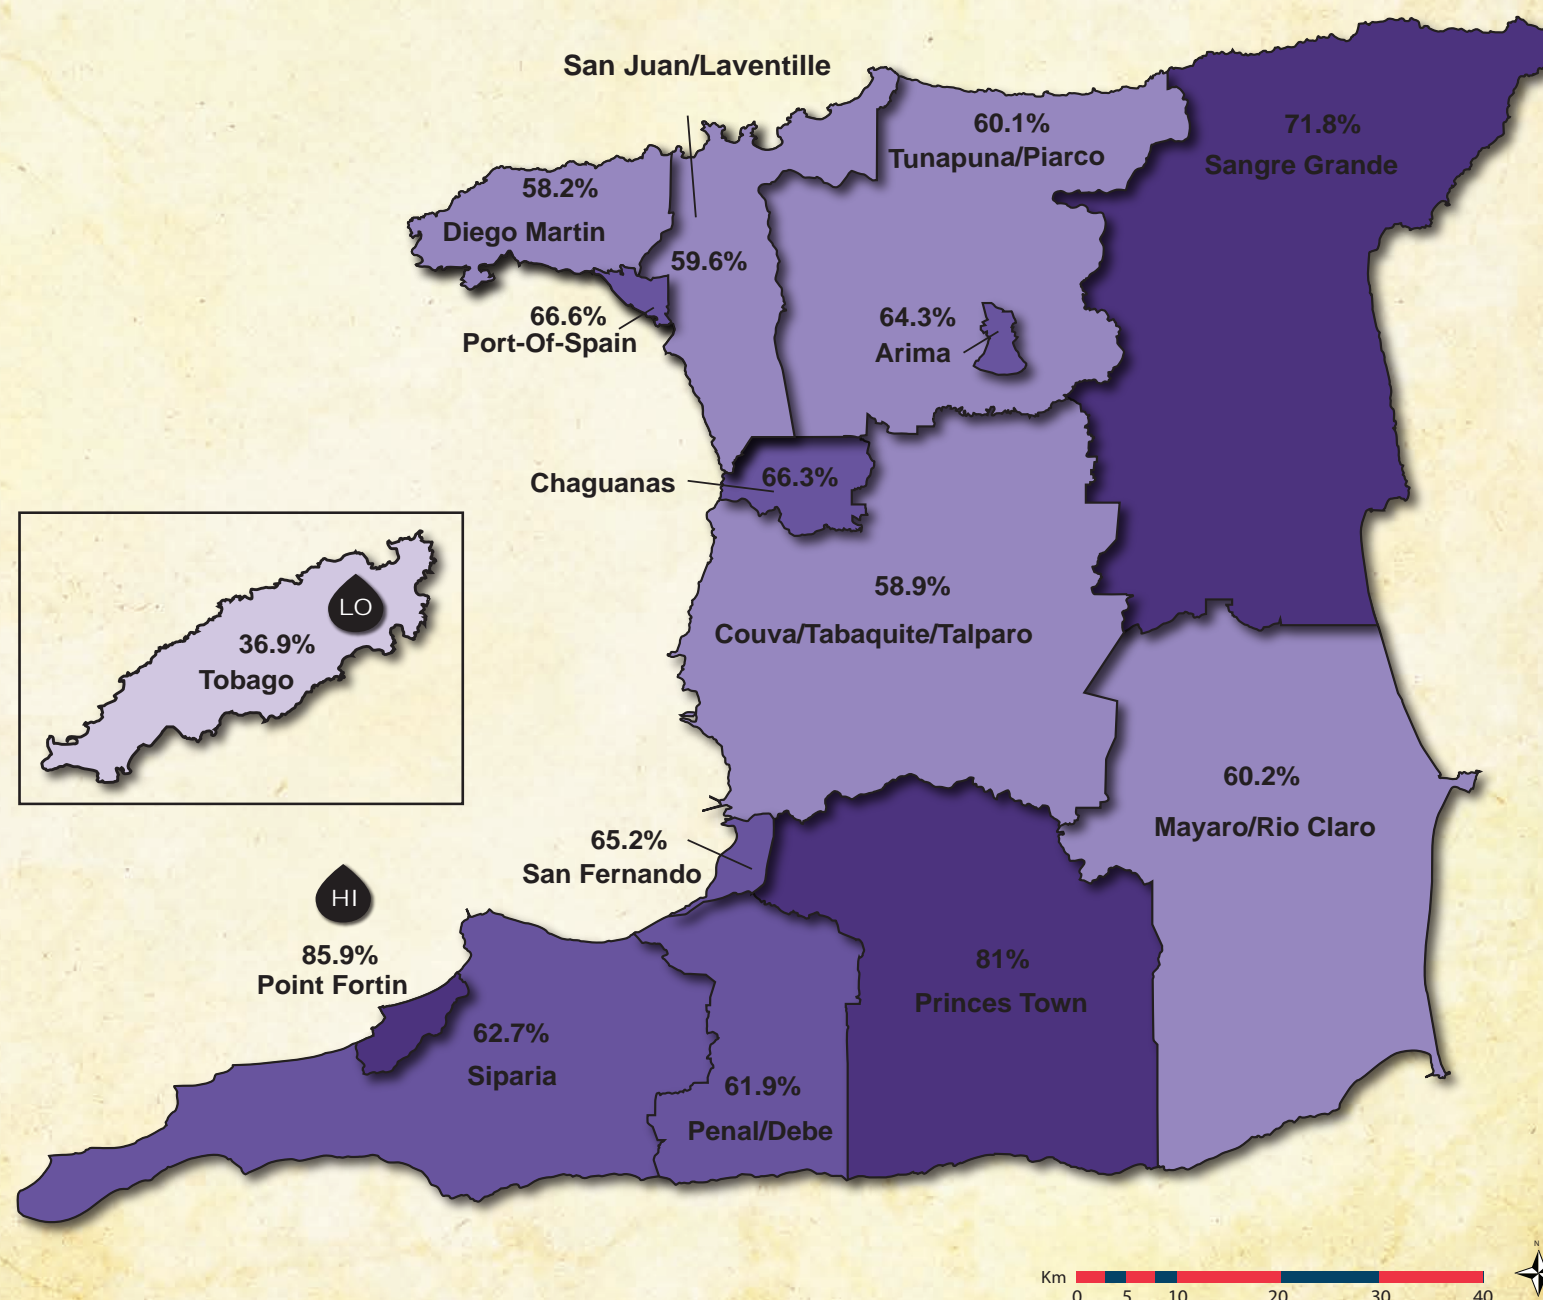 San Juan/Laventille
60.1%
Tunapuna/Piarco
71.8%
Sangre Grande
58.2%
Diego Martin
59.6%
66.6%
Port-Of-Spain
64.3%
Arima
Chaguanas
66.3%
LO
36.9%
Tobago
58.9%
Couva/Tabaquite/Talparo
60.2%
Mayaro/Rio Claro
65.2%
San Fernando
HI
85.9%
Point Fortin
81%
Princes Town
62.7%
Siparia
61.9%
Penal/Debe
N
Km
0 5 10 20 30 40